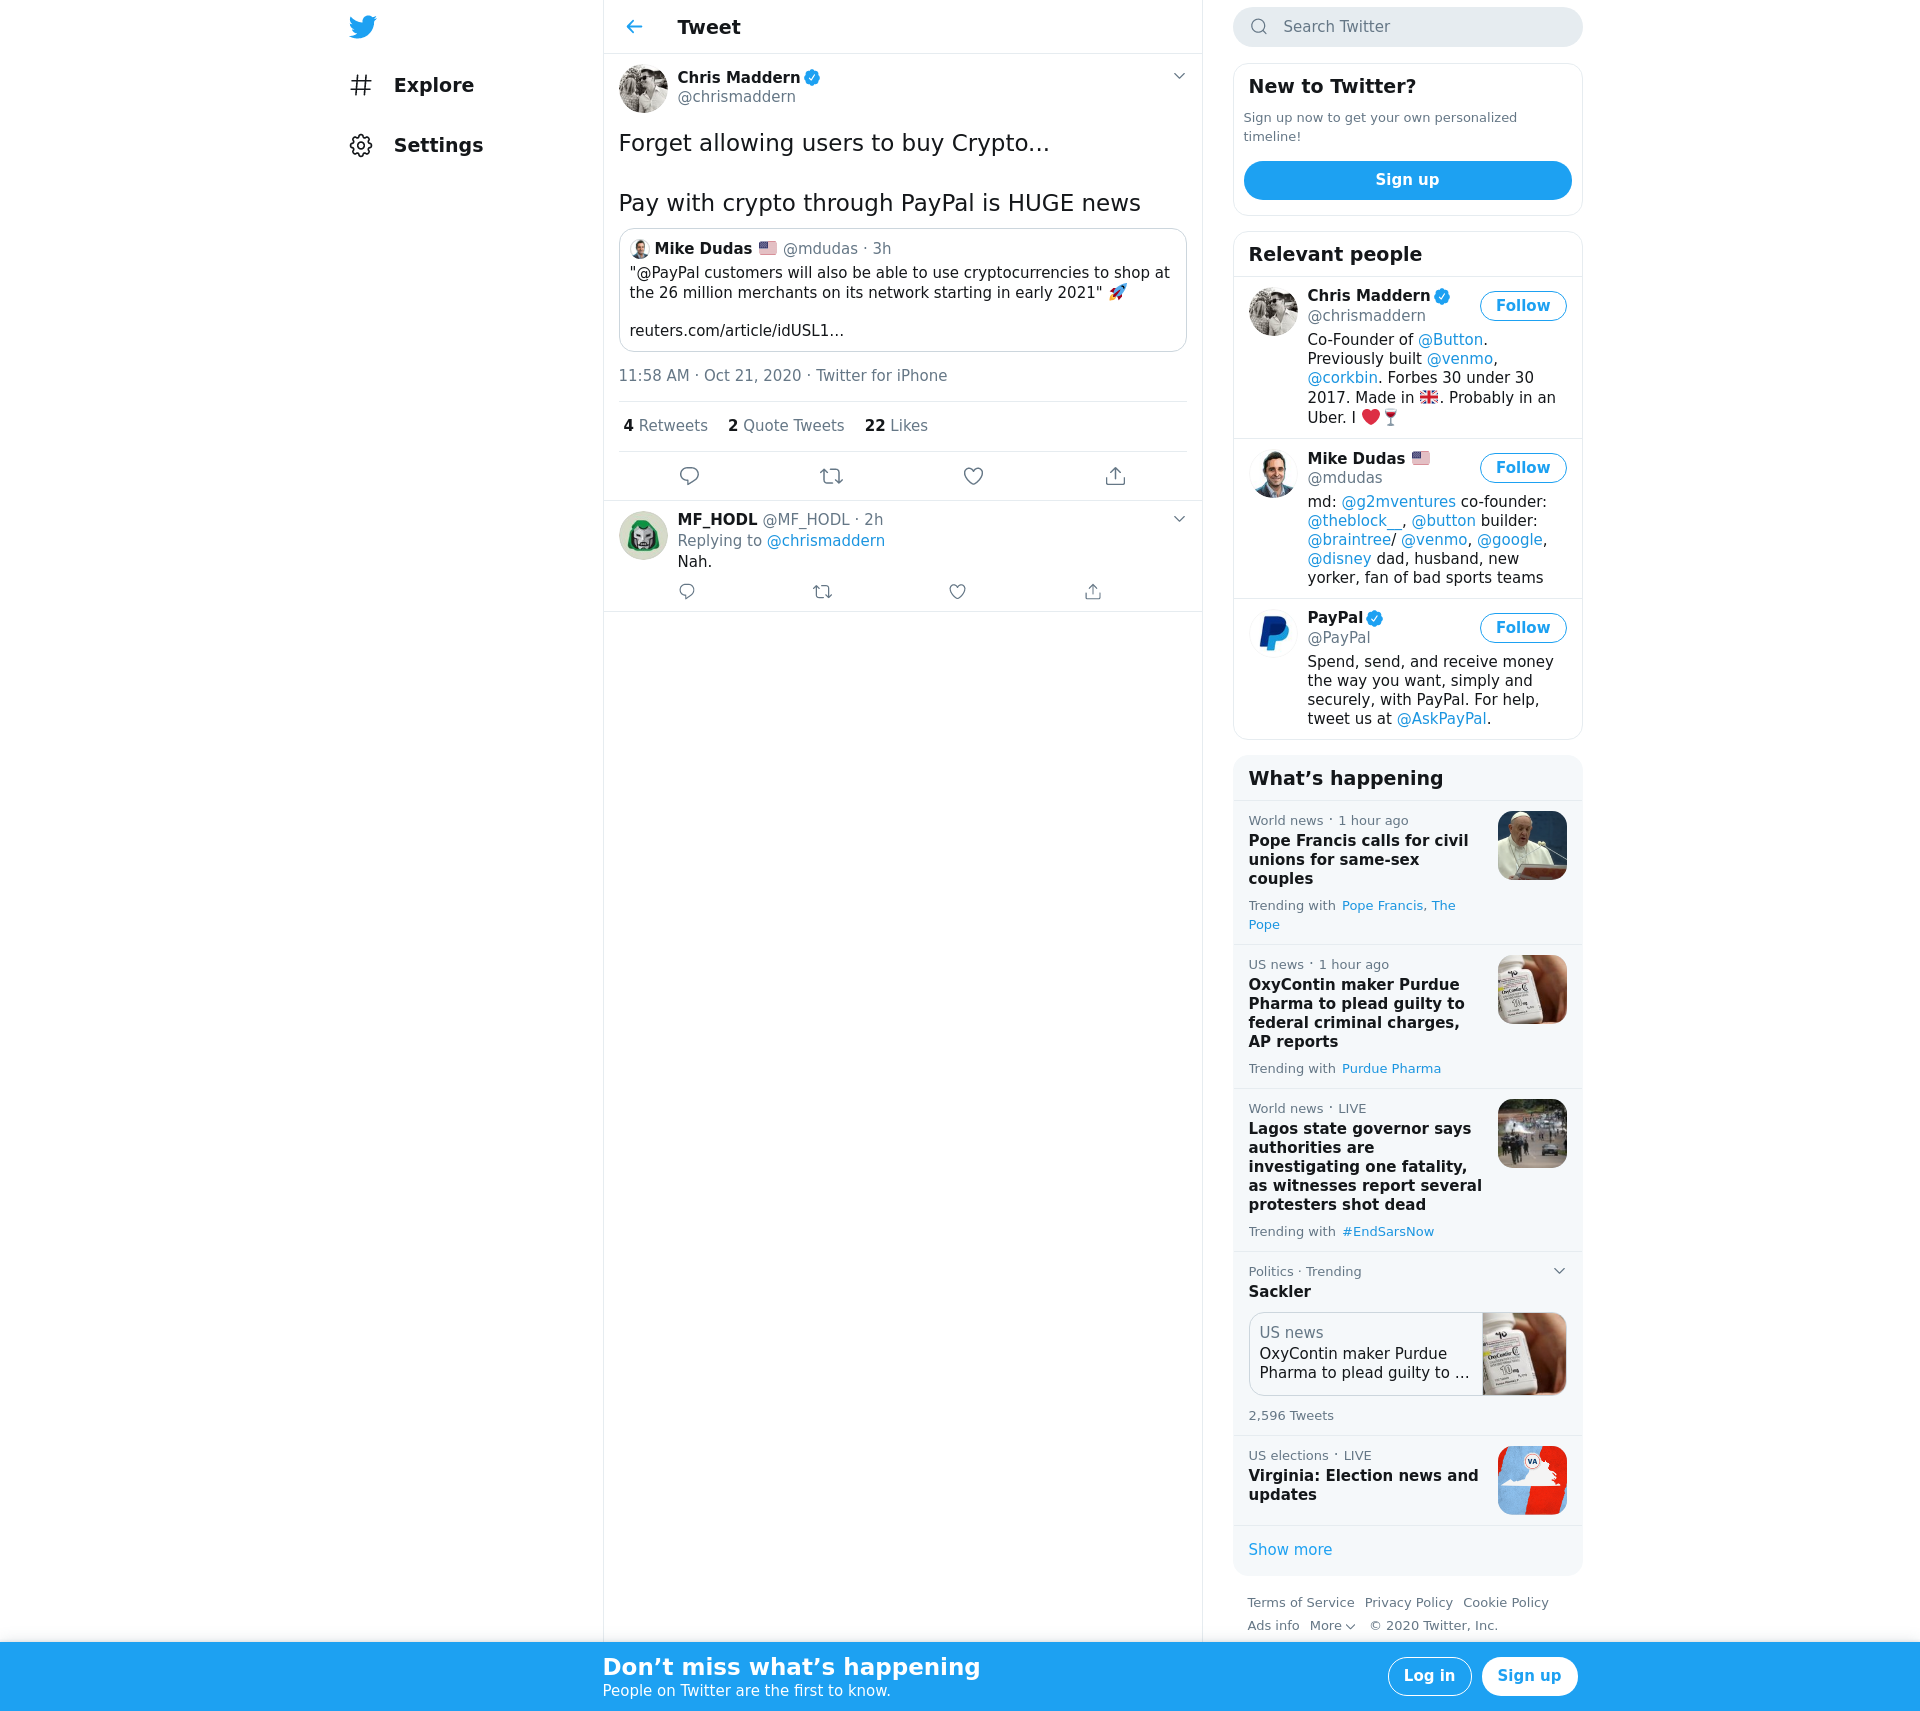 Explore
Settings
Tweet
Chris Maddern
@chrismaddern
Forget allowing users to buy Crypto...
Pay with crypto through PayPal is HUGE news
Mike Dudas 🇺🇸 @mdudas · 3h
"@PayPal customers will also be able to use cryptocurrencies to shop at
the 26 million merchants on its network starting in early 2021" 🚀
reuters.com/article/idUSL1…
11:58 AM · Oct 21, 2020 · Twitter for iPhone
4 Retweets 2 Quote Tweets 22 Likes
MF_HODL @MF_HODL · 2h
Replying to @chrismaddern
Nah.
Search Twitter
New to Twitter?
Sign up now to get your own personalized
timeline!
Sign up
Relevant people
Chris Maddern
@chrismaddern
Follow
Co-Founder of @Button.
Previously built @venmo,
@corkbin. Forbes 30 under 30
2017. Made in 🇬🇧. Probably in an
Uber. I ❤️🍷
Mike Dudas 🇺🇸
@mdudas
Follow
md: @g2mventures co-founder:
@theblock__, @button builder:
@braintree/ @venmo, @google,
@disney dad, husband, new
yorker, fan of bad sports teams
PayPal
@PayPal
Follow
Spend, send, and receive money
the way you want, simply and
securely, with PayPal. For help,
tweet us at @AskPayPal.
What’s happening
World news · 1 hour ago
Pope Francis calls for civil
unions for same-sex
couples
Trending with Pope Francis, The
Pope
US news · 1 hour ago
OxyContin maker Purdue
Pharma to plead guilty to
federal criminal charges,
AP reports
Trending with Purdue Pharma
World news · LIVE
Lagos state governor says
authorities are
investigating one fatality,
as witnesses report several
protesters shot dead
Trending with #EndSarsNow
Politics · Trending
Sackler
US news
OxyContin maker Purdue
Pharma to plead guilty to …
2,596 Tweets
US elections · LIVE
Virginia: Election news and
updates
VA
Show more
Terms of Service Privacy Policy Cookie Policy
Ads info More © 2020 Twitter, Inc.
Don’t miss what’s happening
People on Twitter are the first to know.
Log in
Sign up